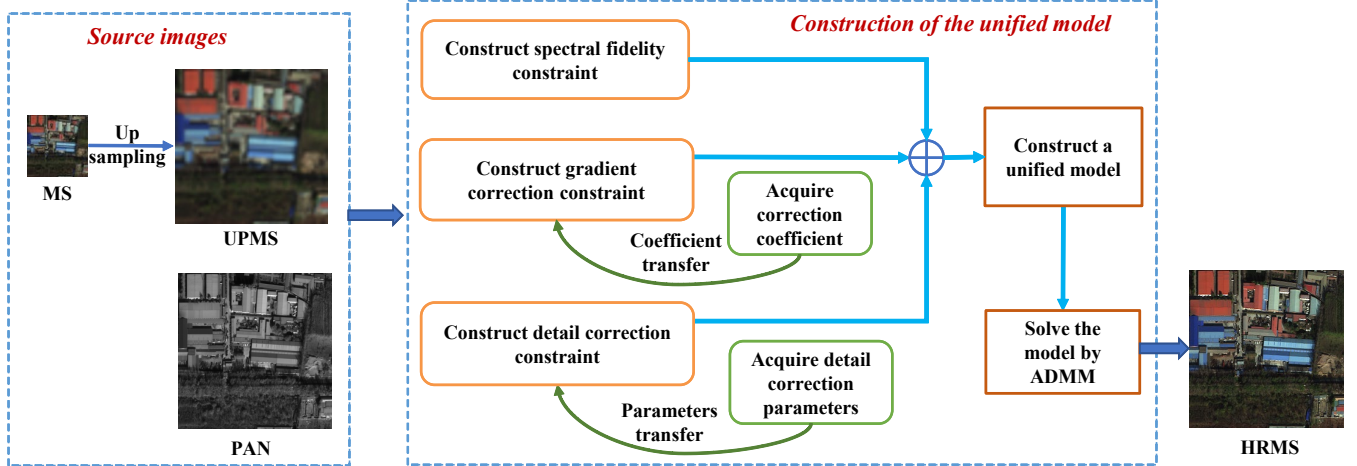 Source images
Up
sampling
MS
UPMS
PAN
Construction of the unified model
Construct spectral fidelity
constraint
Construct gradient
correction constraint
Acquire
correction
coefficient
Coefficient
transfer
Construct detail correction
constraint
Acquire detail
correction
parameters
Parameters
transfer
Construct a
unified model
Solve the
model by
ADMM
HRMS